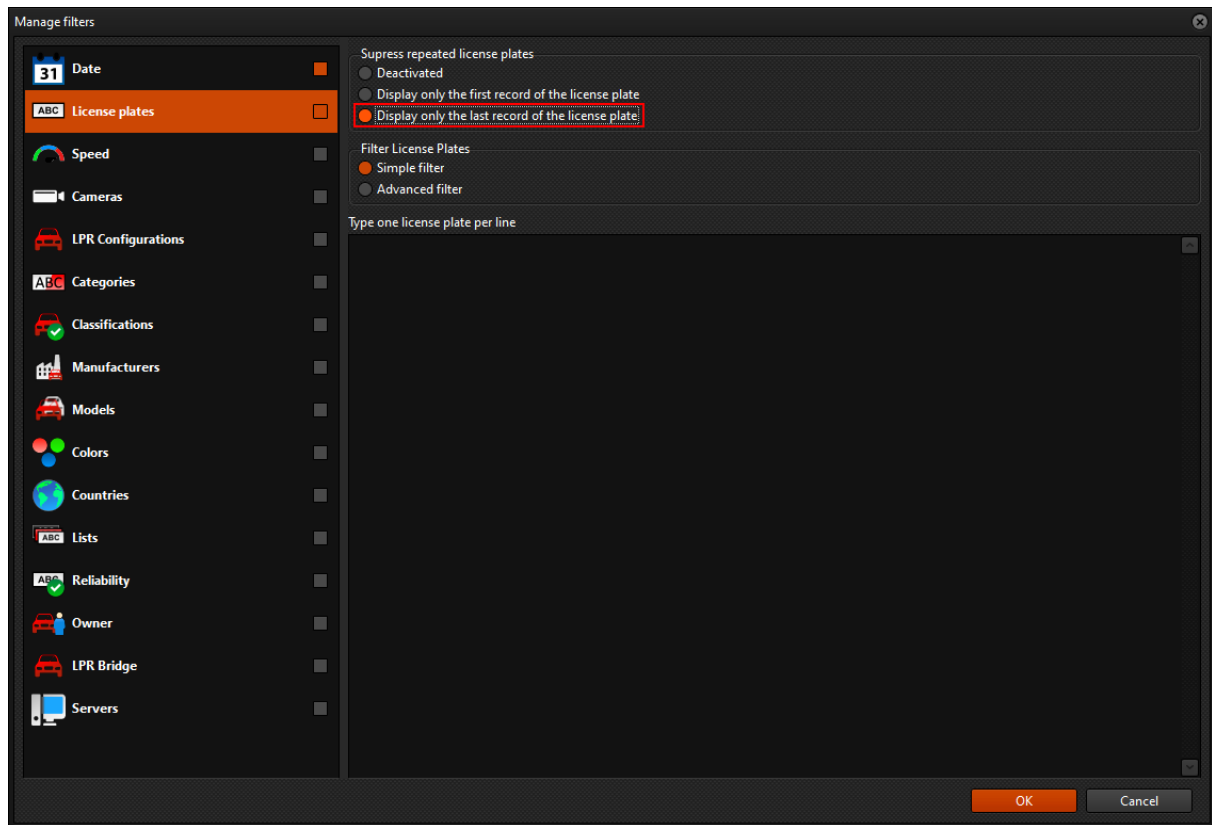 Manage filters
31 Date
ABC License plates
Speed
Cameras
LPR Configurations
ABC Categories
Classifications
Manufacturers
Models
Colors
Countries
ABC Lists
ABC Reliability
Owner
LPR Bridge
Servers
Supress repeated license plates
Deactivated
Display only the first record of the license plate
Display only the last record of the license plate
Filter License Plates
Simple filter
Advanced filter
Type one license plate per line
OK Cancel